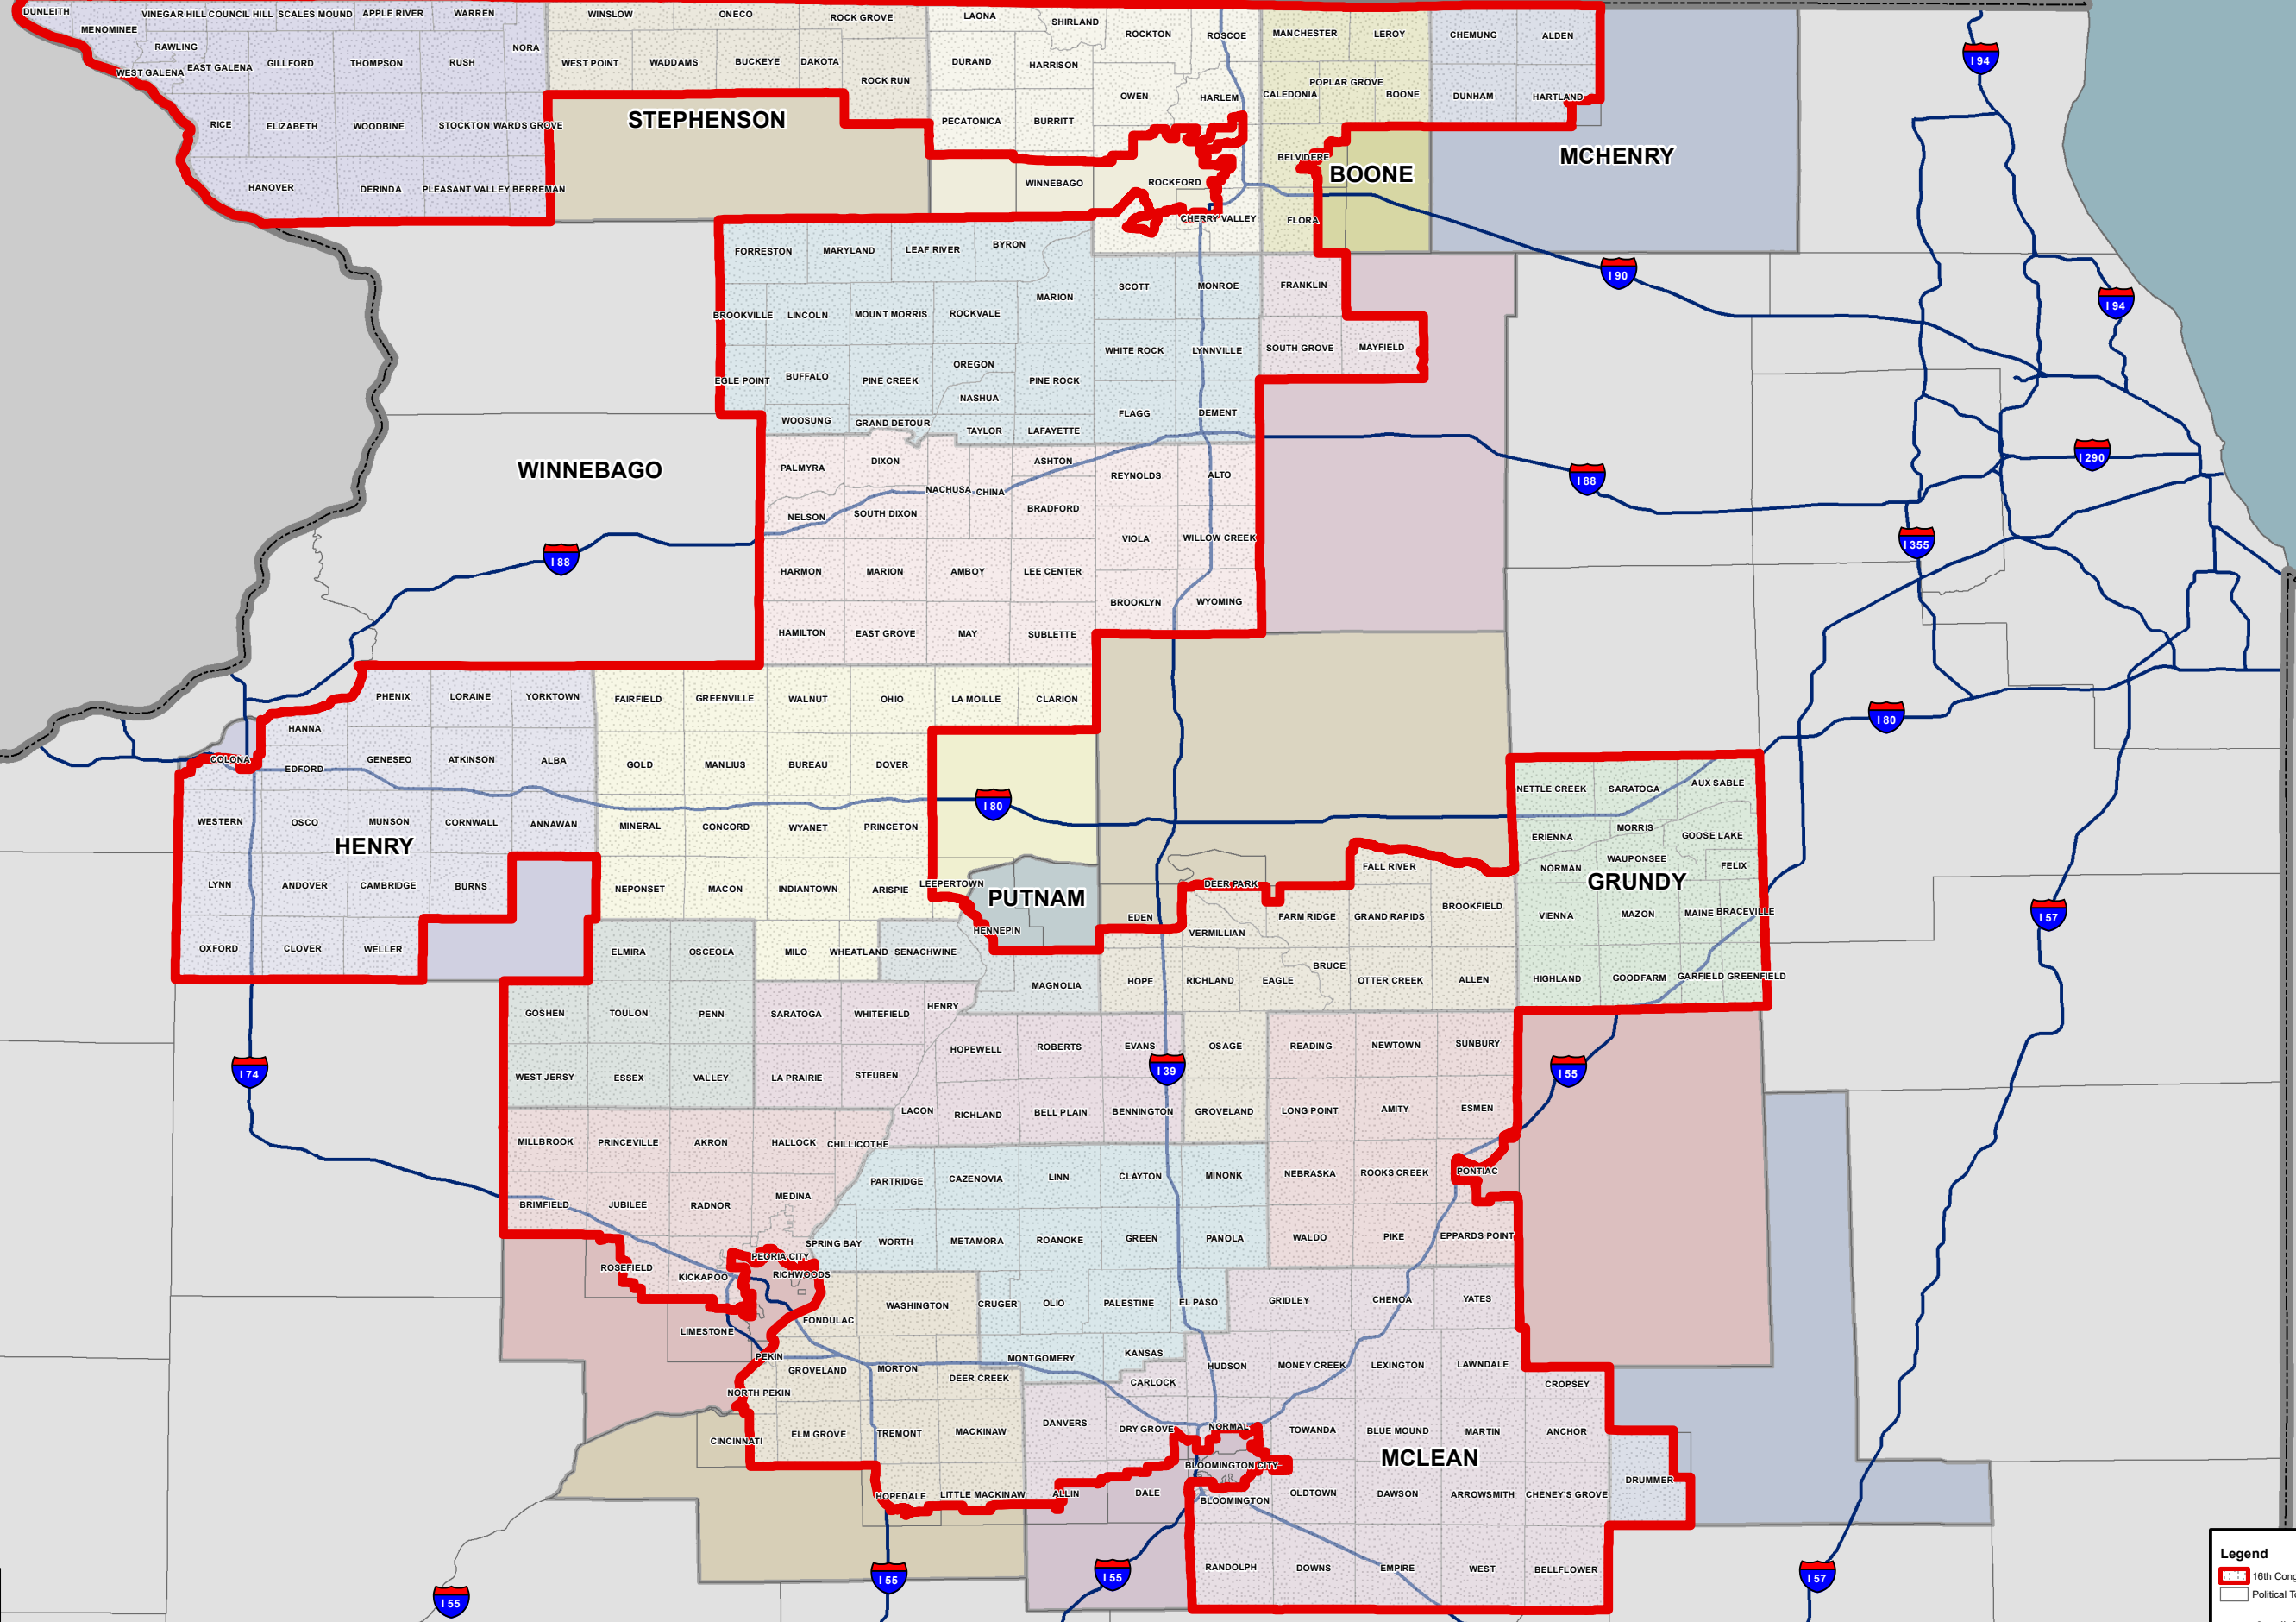 DUNLEITH
VINEGAR HILL COUNCIL HILL SCALES MOUND APPLE RIVER WARREN
WINSLOW ONECO ROCK GROVE
LAONA SHIRLAND
ROCKTON ROSCOE
MANCHESTER LEROY
CHEMUNG ALDEN
MENOMINEE
RAWLING
NORA
WEST GALENA EAST GALENA GILLFORD THOMPSON RUSH
WEST POINT WADDAMS BUCKEYE DAKOTA
ROCK RUN
DURAND HARRISON
OWEN HARLEM
POPLAR GROVE
CALEDONIA BOONE
DUNHAM HARTLAND
I 94
RICE ELIZABETH WOODBINE STOCKTON WARDS GROVE
STEPHENSON
PECATONICA BURRITT
BELVIDERE
BOONE
MCHENRY
HANOVER DERINDA PLEASANT VALLEY BERREMAN
WINNEBAGO ROCKFORD
CHERRY VALLEY FLORA
FORRESTON MARYLAND LEAF RIVER BYRON
I 90
SCOTT MONROE FRANKLIN
MARION
I 94
BROOKVILLE LINCOLN MOUNT MORRIS ROCKVALE
WHITE ROCK LYNNVILLE SOUTH GROVE MAYFIELD
OREGON
EGLE POINT BUFFALO PINE CREEK PINE ROCK
NASHUA
WOOSUNG GRAND DETOUR TAYLOR LAFAYETTE FLAGG DEMENT
I 290
WINNEBAGO
PALMYRA DIXON ASHTON REYNOLDS ALTO
I 88
NACHUSA CHINA
NELSON SOUTH DIXON BRADFORD
VIOLA WILLOW CREEK
I 355
I 88
HARMON MARION AMBOY LEE CENTER
BROOKLYN WYOMING
HAMILTON EAST GROVE MAY SUBLETTE
PHENIX LORAINE YORKTOWN FAIRFIELD GREENVILLE WALNUT OHIO LA MOILLE CLARION
I 80
HANNA
COLONA EDFORD GENESEO ATKINSON ALBA GOLD MANLIUS BUREAU DOVER
I 80
NETTLE CREEK SARATOGA AUX SABLE
WESTERN OSCO MUNSON CORNWALL ANNAWAN MINERAL CONCORD WYANET PRINCETON
ERIENNA MORRIS GOOSE LAKE
HENRY
WAUPONSEE
FALL RIVER NORMAN FELIX
LYNN ANDOVER CAMBRIDGE BURNS NEPONSET MACON INDIANTOWN ARISPIE LEEPERTOWN
PUTNAM
DEER PARK
GRUNDY
EDEN FARM RIDGE GRAND RAPIDS BROOKFIELD
VIENNA MAZON MAINE BRACEVILLE
I 57
HENNEPIN VERMILLIAN
OXFORD CLOVER WELLER ELMIRA OSCEOLA MILO WHEATLAND SENACHWINE
MAGNOLIA HOPE RICHLAND EAGLE BRUCE OTTER CREEK ALLEN
HIGHLAND GOODFARM GARFIELD GREENFIELD
GOSHEN TOULON PENN SARATOGA WHITEFIELD HENRY
HOPEWELL ROBERTS EVANS OSAGE READING NEWTOWN SUNBURY
I 74
I 39
I 55
WEST JERSY ESSEX VALLEY LA PRAIRIE STEUBEN
LACON RICHLAND BELL PLAIN BENNINGTON GROVELAND LONG POINT AMITY ESMEN
MILLBROOK PRINCEVILLE AKRON HALLOCK CHILLICOTHE
PARTRIDGE CAZENOVIA LINN CLAYTON MINONK NEBRASKA ROOKS CREEK PONTIAC
BRIMFIELD JUBILEE RADNOR MEDINA
SPRING BAY WORTH METAMORA ROANOKE GREEN PANOLA WALDO PIKE EPPARDS POINT
PEORIA CITY
ROSEFIELD KICKAPOO RICHWOODS
FONDULAC WASHINGTON CRUGER OLIO PALESTINE EL PASO GRIDLEY CHENOA YATES
LIMESTONE
PEKIN GROVELAND MORTON DEER CREEK MONTGOMERY KANSAS HUDSON MONEY CREEK LEXINGTON LAWNDALE
NORTH PEKIN CARLOCK CROPSEY
CINCINNATI ELM GROVE TREMONT MACKINAW DANVERS DRY GROVE NORMAL TOWANDA BLUE MOUND MARTIN ANCHOR
MCLEAN
BLOOMINGTON CITY
DRUMMER
HOPEDALE LITTLE MACKINAW ALLIN DALE BLOOMINGTON OLDTOWN DAWSON ARROWSMITH CHENEY'S GROVE
RANDOLPH DOWNS EMPIRE WEST BELLFLOWER
I 55
I 55
I 55
I 57
Legend
16th Cong
Political To